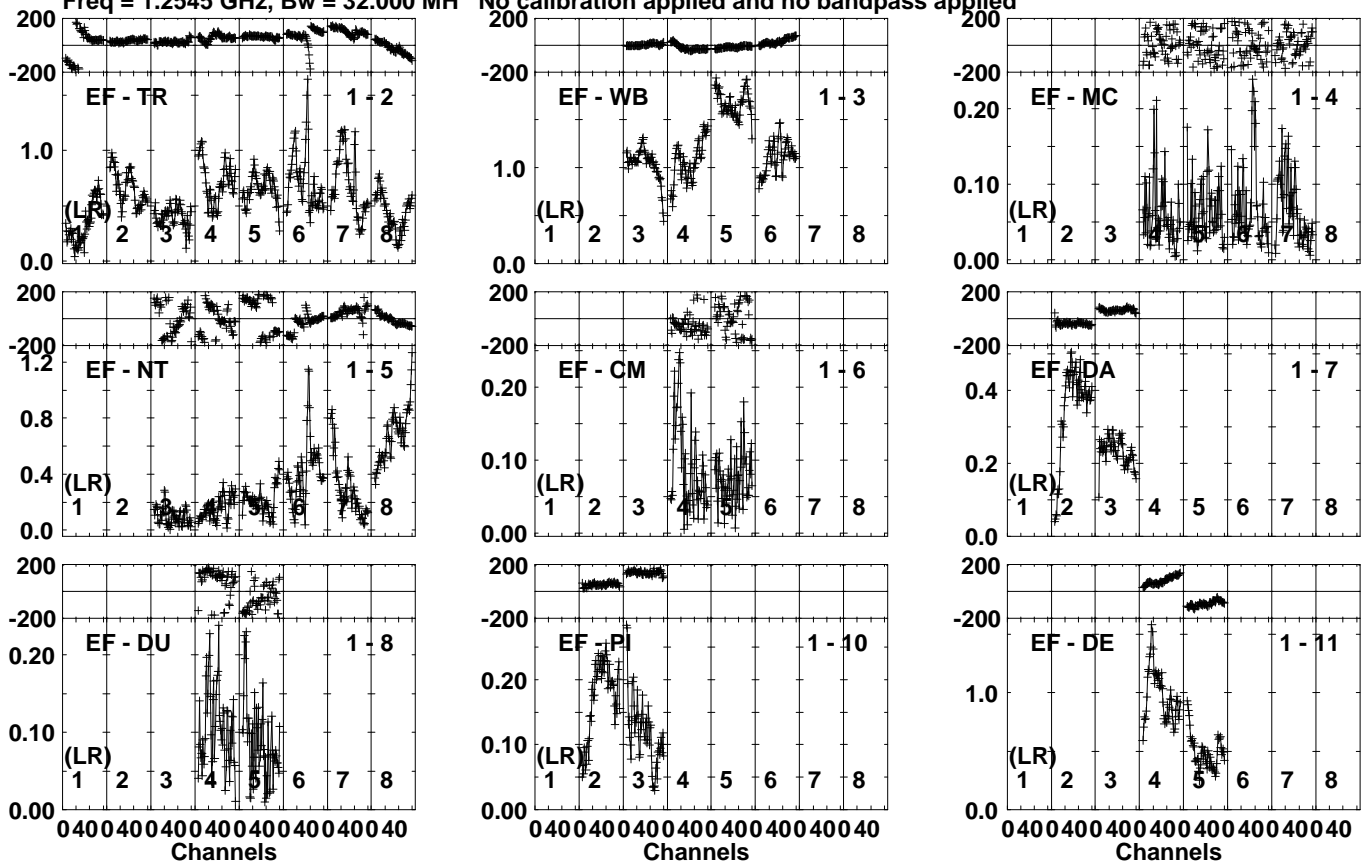 Freq = 1.2545 GHz, Bw = 32.000 MH No calibration applied and no bandpass applied
200
-200
EF - TR 1 - 2
1.0
(LR)
1 2 3 4 5 6 7 8
0.0
200
-200
EF - WB 1 - 3
1.0
(LR)
1 2 3 4 5 6 7 8
0.0
200
-200
EF - MC 1 - 4
0.20
0.10
(LR)
1 2 3 4 5 6 7 8
0.00
200
-200
EF - NT 1 - 5
1.2
0.8
0.4
(LR)
1 2 3 4 5 6 7 8
0.0
200
-200
EF - CM 1 - 6
0.20
0.10
(LR)
1 2 3 4 5 6 7 8
0.00
200
-200
EF - DA 1 - 7
0.4
0.2
(LR)
1 2 3 4 5 6 7 8
0.0
200
-200
EF - DU 1 - 8
0.20
0.10
(LR)
1 2 3 4 5 6 7 8
0.00
0 40 0 40 0 40 0 40 0 40 0 40 0 40 0 40
Channels
200
-200
EF - PI 1 - 10
0.20
0.10
(LR)
1 2 3 4 5 6 7 8
0.00
0 40 0 40 0 40 0 40 0 40 0 40 0 40 0 40
Channels
200
-200
EF - DE 1 - 11
1.0
(LR)
1 2 3 4 5 6 7 8
0.0
0 40 0 40 0 40 0 40 0 40 0 40 0 40 0 40
Channels